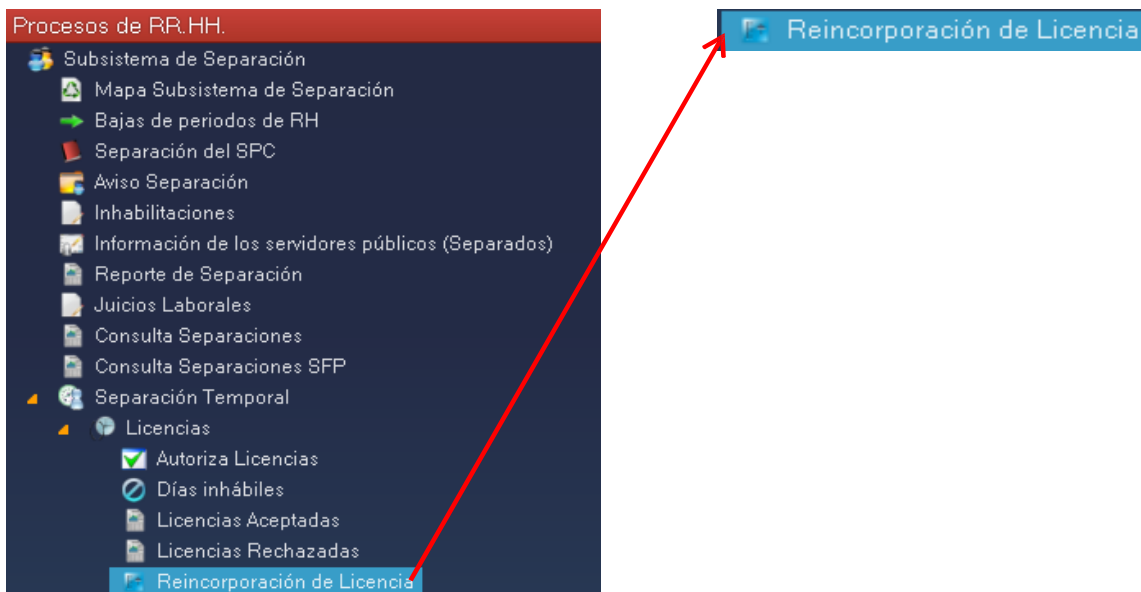 Procesos de RR.HH.
Subsistema de Separación
Mapa Subsistema de Separación
Bajas de periodos de RH
Separación del SPC
Aviso Separación
Inhabilitaciones
Información de los servidores públicos (Separados)
Reporte de Separación
Juicios Laborales
Consulta Separaciones
Consulta Separaciones SFP
Separación Temporal
Licencias
Autoriza Licencias
Días inhábiles
Licencias Aceptadas
Licencias Rechazadas
Reincorporación de Licencia
Reincorporación de Licencia